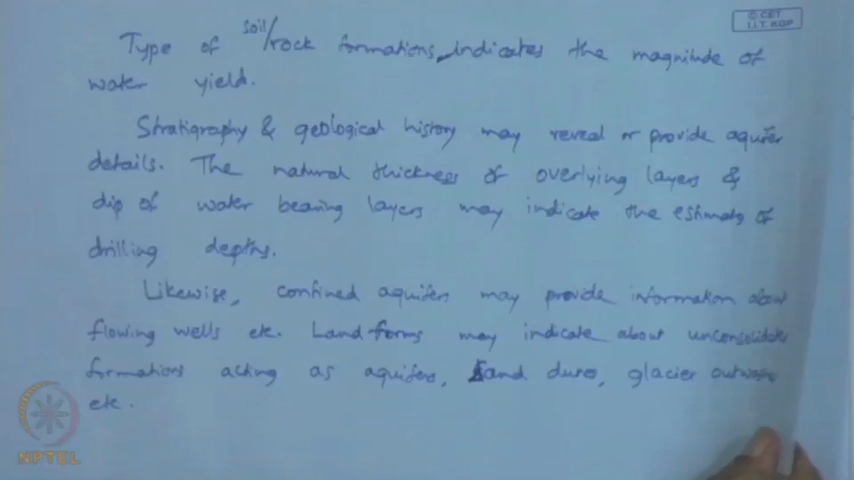 © CET
I.I.T. KGP
Type of soil/rock formations indicates the magnitude of
water yield.
Stratigraphy & geological history may reveal or provide aquifer
details. The natural thickness of overlying layers &
dip of water bearing layers may indicate the estimate of
drilling depths.
Likewise, confined aquifers may provide information about
flowing wells etc. Land forms may indicate about unconsolidated
formations acting as aquifers, Sand dunes, glacier outwash
etc.
NPTEL